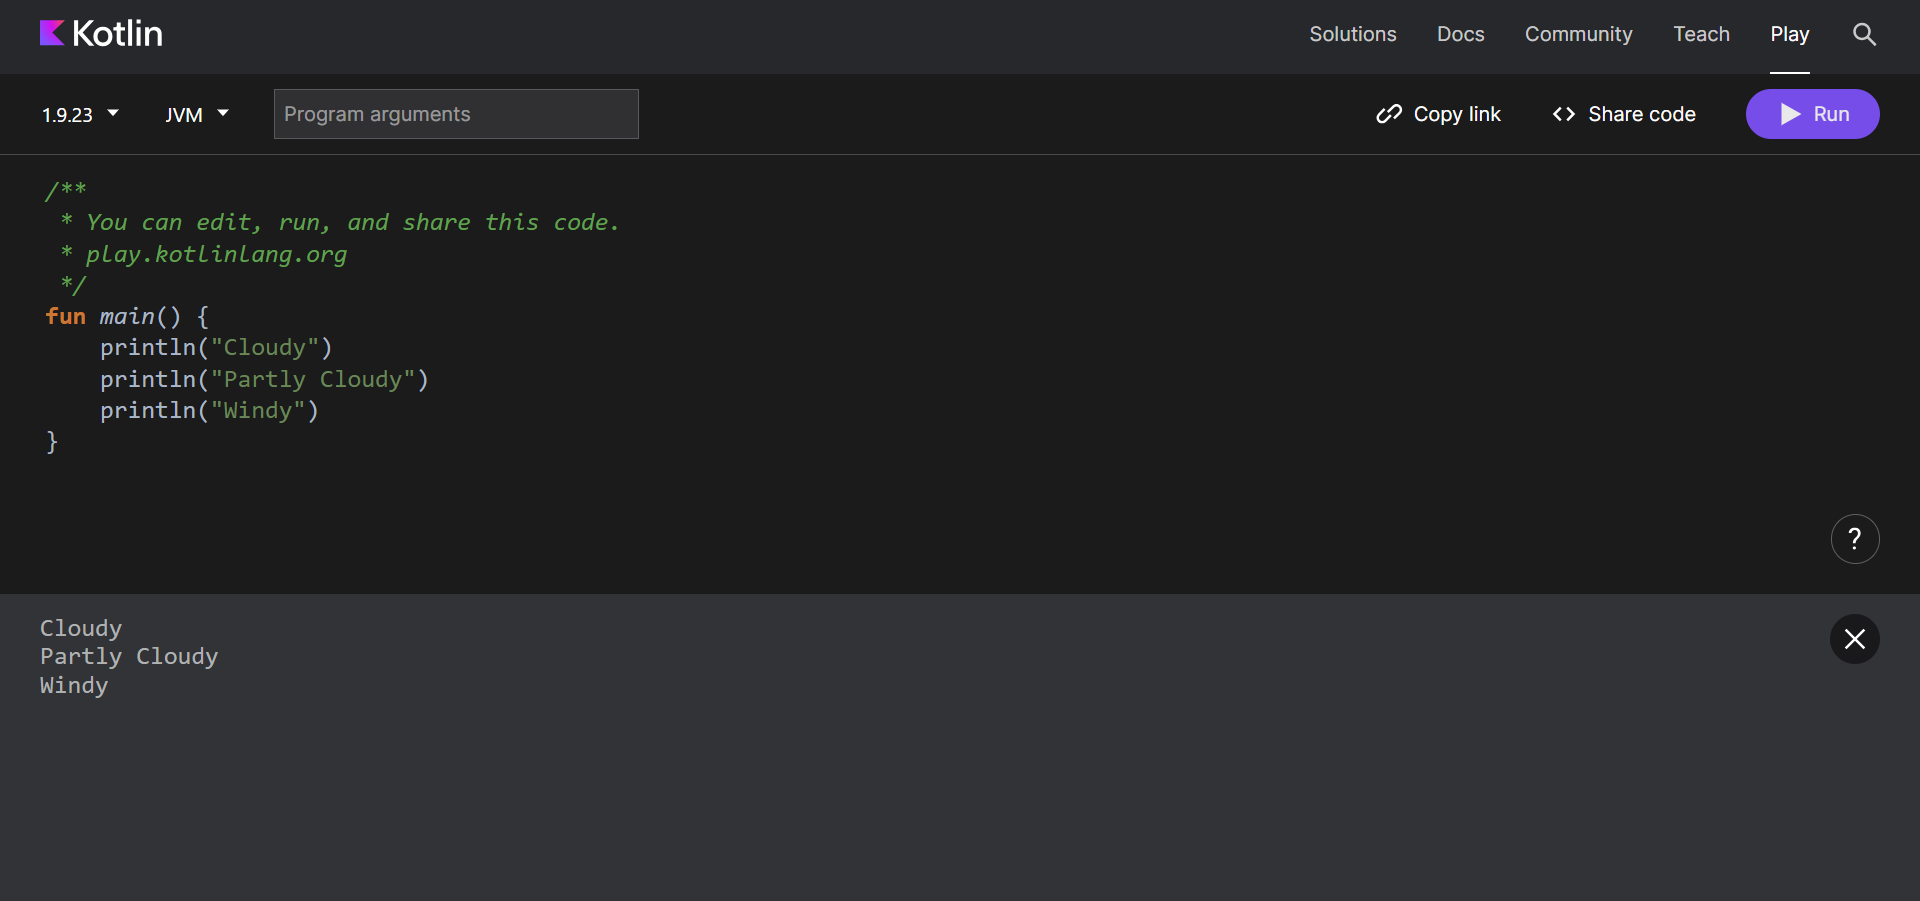 Kotlin Solutions Docs Community Teach Play
1.9.23 JVM Program arguments Copy link <> Share code Run
/**
 * You can edit, run, and share this code.
 * play.kotlinlang.org
 */
fun main() {
    println("Cloudy")
    println("Partly Cloudy")
    println("Windy")
}
?
Cloudy
Partly Cloudy
Windy